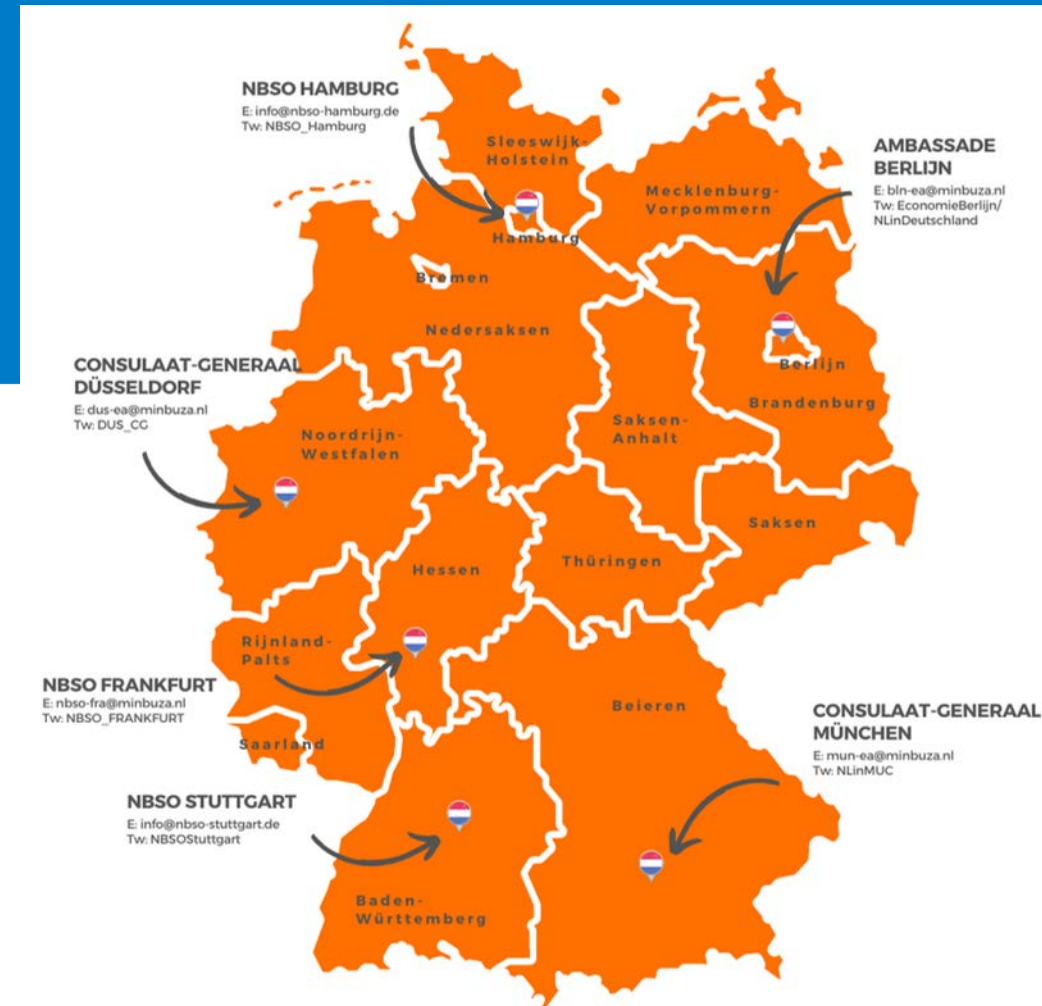 NBSO HAMBURG
E: info@nbso-hamburg.de
Tw: NBSO_Hamburg
Sleeswijk-
Holstein
Mecklenburg-
Vorpommern
AMBASSADE
BERLIJN
E: bln-ea@minbuza.nl
Tw: EconomieBerlijn/
NLinDeutschland
Hamburg
Bremen
Nedersaksen
CONSULAAT-GENERAAL
DÜSSELDORF
E: dus-ea@minbuza.nl
Tw: DUS_CG
Berlijn
Brandenburg
Noordrijn-
Westfalen
Saksen-
Anhalt
Saksen
Hessen
Thüringen
Rijnland-
Palts
NBSO FRANKFURT
E: nbso-fra@minbuza.nl
Tw: NBSO_FRANKFURT
Saarland
Beieren
CONSULAAT-GENERAAL
MÜNCHEN
E: mun-ea@minbuza.nl
Tw: NLinMUC
NBSO STUTTGART
E: info@nbso-stuttgart.de
Tw: NBSOStuttgart
Baden-
Württemberg